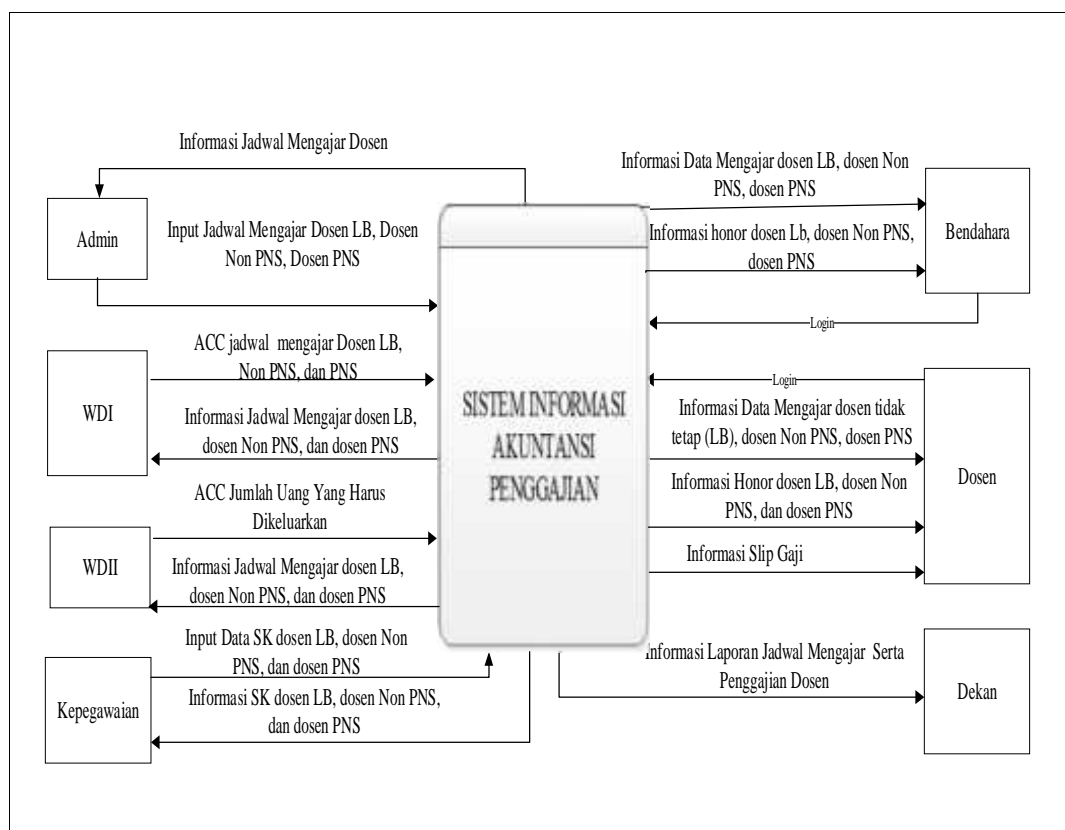 Informasi Jadwal Mengajar Dosen
Admin
Input Jadwal Mengajar Dosen LB, Dosen
Non PNS, Dosen PNS
ACC jadwal mengajar Dosen LB,
Non PNS, dan PNS
WDI
Informasi Jadwal Mengajar dosen LB,
dosen Non PNS, dan dosen PNS
ACC Jumlah Uang Yang Harus
Dikeluarkan
WDII
Informasi Jadwal Mengajar dosen LB,
dosen Non PNS, dan dosen PNS
Input Data SK dosen LB, dosen Non
PNS, dan dosen PNS
Kepegawaian
Informasi SK dosen LB, dosen Non PNS,
dan dosen PNS
SISTEM INFORMASI
AKUNTANSI
PENGGAJIAN
Informasi Data Mengajar dosen LB, dosen Non
PNS, dosen PNS
Informasi honor dosen Lb, dosen Non PNS,
dosen PNS
Bendahara
Login
Login
Informasi Data Mengajar dosen tidak
tetap (LB), dosen Non PNS, dosen PNS
Informasi Honor dosen LB, dosen Non
PNS, dan dosen PNS
Informasi Slip Gaji
Dosen
Informasi Laporan Jadwal Mengajar Serta
Penggajian Dosen
Dekan